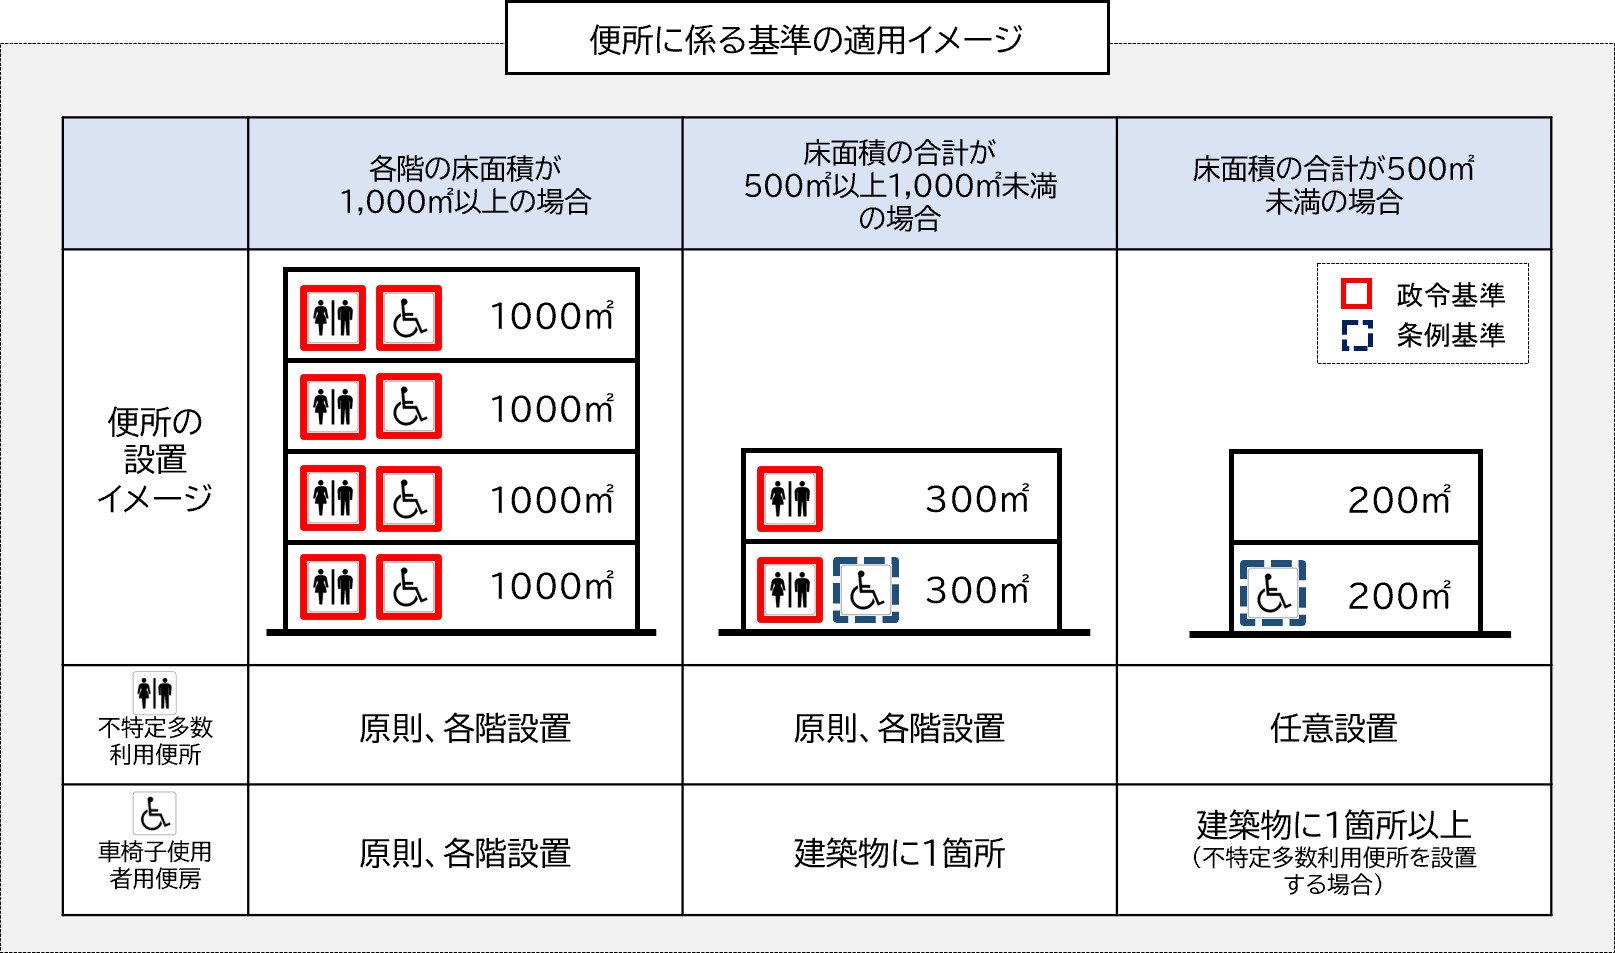 便所に係る基準の適用イメージ
各階の床面積が
1,000㎡以上の場合
床面積の合計が
500㎡以上1,000㎡未満
の場合
床面積の合計が500㎡
未満の場合
便所の
設置
イメージ
1000㎡
1000㎡
1000㎡
1000㎡
300㎡
300㎡
政令基準
条例基準
200㎡
200㎡
不特定多数
利用便所
原則、各階設置
原則、各階設置
任意設置
車椅子使用
者用便房
原則、各階設置
建築物に1箇所
建築物に1箇所以上
（不特定多数利用便所を設置
する場合）